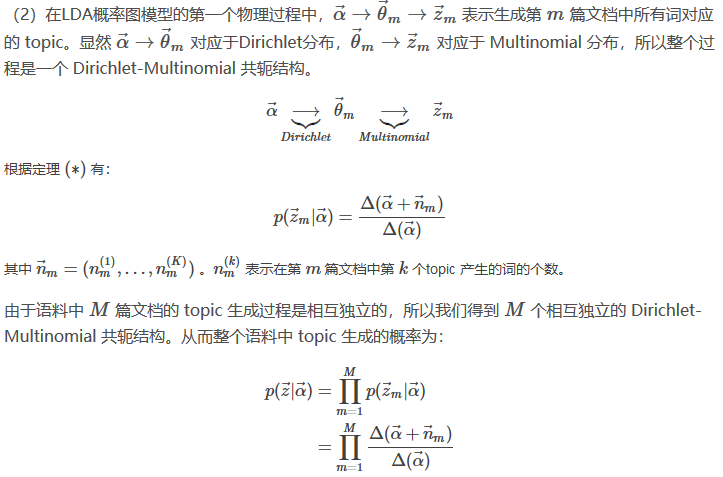 （2）在LDA概率图模型的第一个物理过程中，$\vec{\alpha} \rightarrow \vec{\theta}_m \rightarrow \vec{z}_m$ 表示生成第 $m$ 篇文档中所有词对应
的 topic。显然 $\vec{\alpha} \rightarrow \vec{\theta}_m$ 对应于Dirichlet分布，$\vec{\theta}_m \rightarrow \vec{z}_m$ 对应于 Multinomial 分布，所以整个过
程是一个 Dirichlet-Multinomial 共轭结构。
$\vec{\alpha} \underbrace{\longrightarrow}_{Dirichlet} \vec{\theta}_m \underbrace{\longrightarrow}_{Multinomial} \vec{z}_m$
根据定理 $(*)$ 有：
$p(\vec{z}_m|\vec{\alpha}) = \frac{\Delta(\vec{\alpha}+\vec{n}_m)}{\Delta(\vec{\alpha})}$
其中 $\vec{n}_m = (n_m^{(1)}, \ldots, n_m^{(K)})$ 。$n_m^{(k)}$ 表示在第 $m$ 篇文档中第 $k$ 个topic 产生的词的个数。
由于语料中 $M$ 篇文档的 topic 生成过程是相互独立的，所以我们得到 $M$ 个相互独立的 Dirichlet-
Multinomial 共轭结构。从而整个语料中 topic 生成的概率为：
$p(\vec{z}|\vec{\alpha}) = \prod_{m=1}^{M} p(\vec{z}_m|\vec{\alpha})$
$= \prod_{m=1}^{M} \frac{\Delta(\vec{\alpha}+\vec{n}_m)}{\Delta(\vec{\alpha})}$